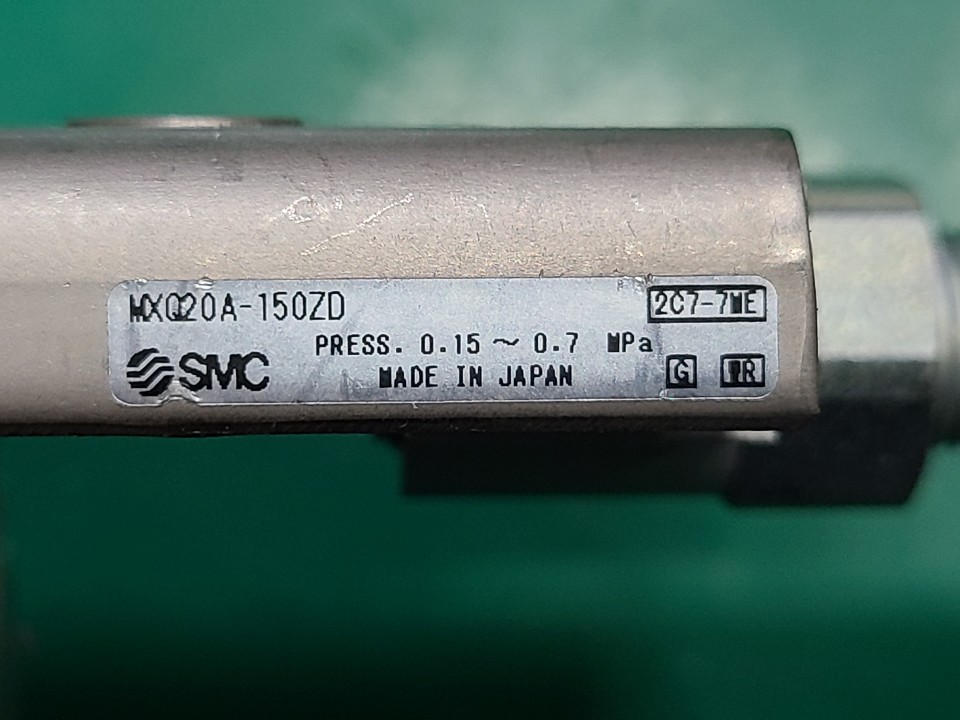 MXQ20A-150ZD
2C7-7ME
PRESS. 0.15 ~ 0.7 MPa
SMC
MADE IN JAPAN
G